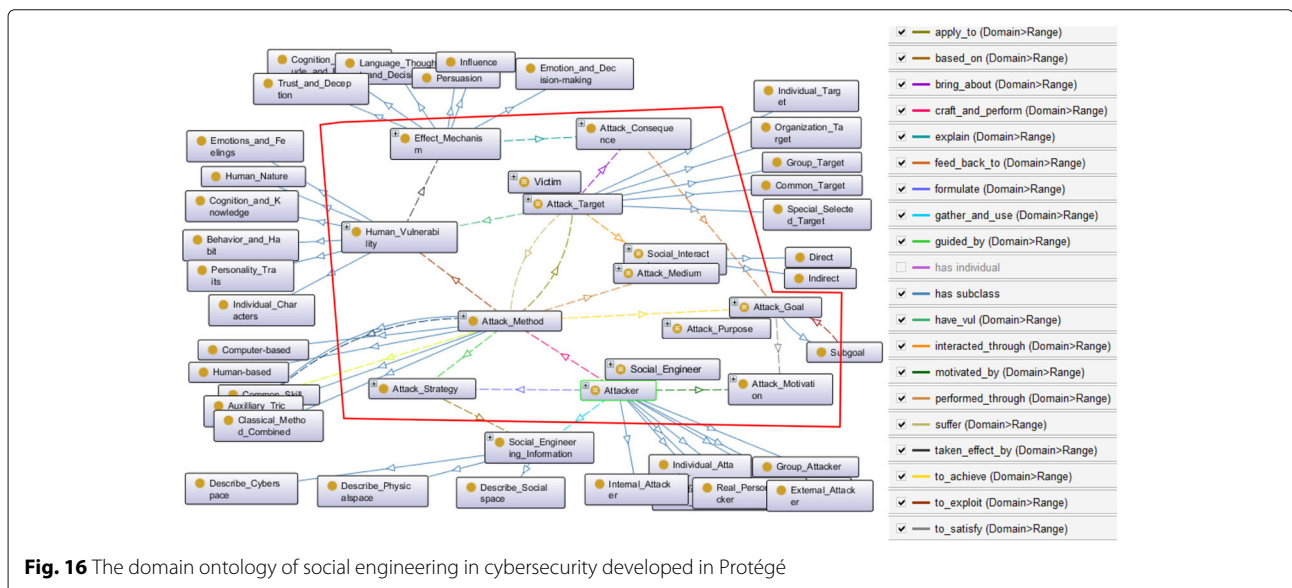 Cognition_
Language_Though
Influence
Persuasion
Emotion_and_Dec
ision-making
Trust_and_Decep
tion
Individual_Targ
et
Effect_Mechanis
m
Attack_Conseque
nce
Organization_Ta
rget
Emotions_and_Fe
elings
Group_Target
Human_Nature
Victim
Common_Target
Cognition_and_K
nowledge
Attack_Target
Special_Selecte
d_Target
Human_Vulnerabi
lity
Behavior_and_Ha
bit
Social_Interact
Direct
Personality_Tra
its
Attack_Medium
Indirect
Individual_Char
acters
Attack_Goal
Attack_Method
Attack_Purpose
Computer-based
Subgoal
Human-based
Social_Engineer
Common_Skill
Attack_Strategy
Attacker
Attack_Motivati
on
Auxilliary_Tric
Classical_Metho
d_Combined
Social_Engineer
ing_Information
Individual_Atta
Group_Attacker
Describe_Cybers
pace
Describe_Physic
alspace
Describe_Social
space
Internal_Attack
er
Real_Person
cker
External_Attack
er
apply_to (Domain>Range)
based_on (Domain>Range)
bring_about (Domain>Range)
craft_and_perform (Domain>Range)
explain (Domain>Range)
feed_back_to (Domain>Range)
formulate (Domain>Range)
gather_and_use (Domain>Range)
guided_by (Domain>Range)
has individual
has subclass
have_vul (Domain>Range)
interacted_through (Domain>Range)
motivated_by (Domain>Range)
performed_through (Domain>Range)
suffer (Domain>Range)
taken_effect_by (Domain>Range)
to_achieve (Domain>Range)
to_exploit (Domain>Range)
to_satisfy (Domain>Range)
Fig. 16 The domain ontology of social engineering in cybersecurity developed in Protégé